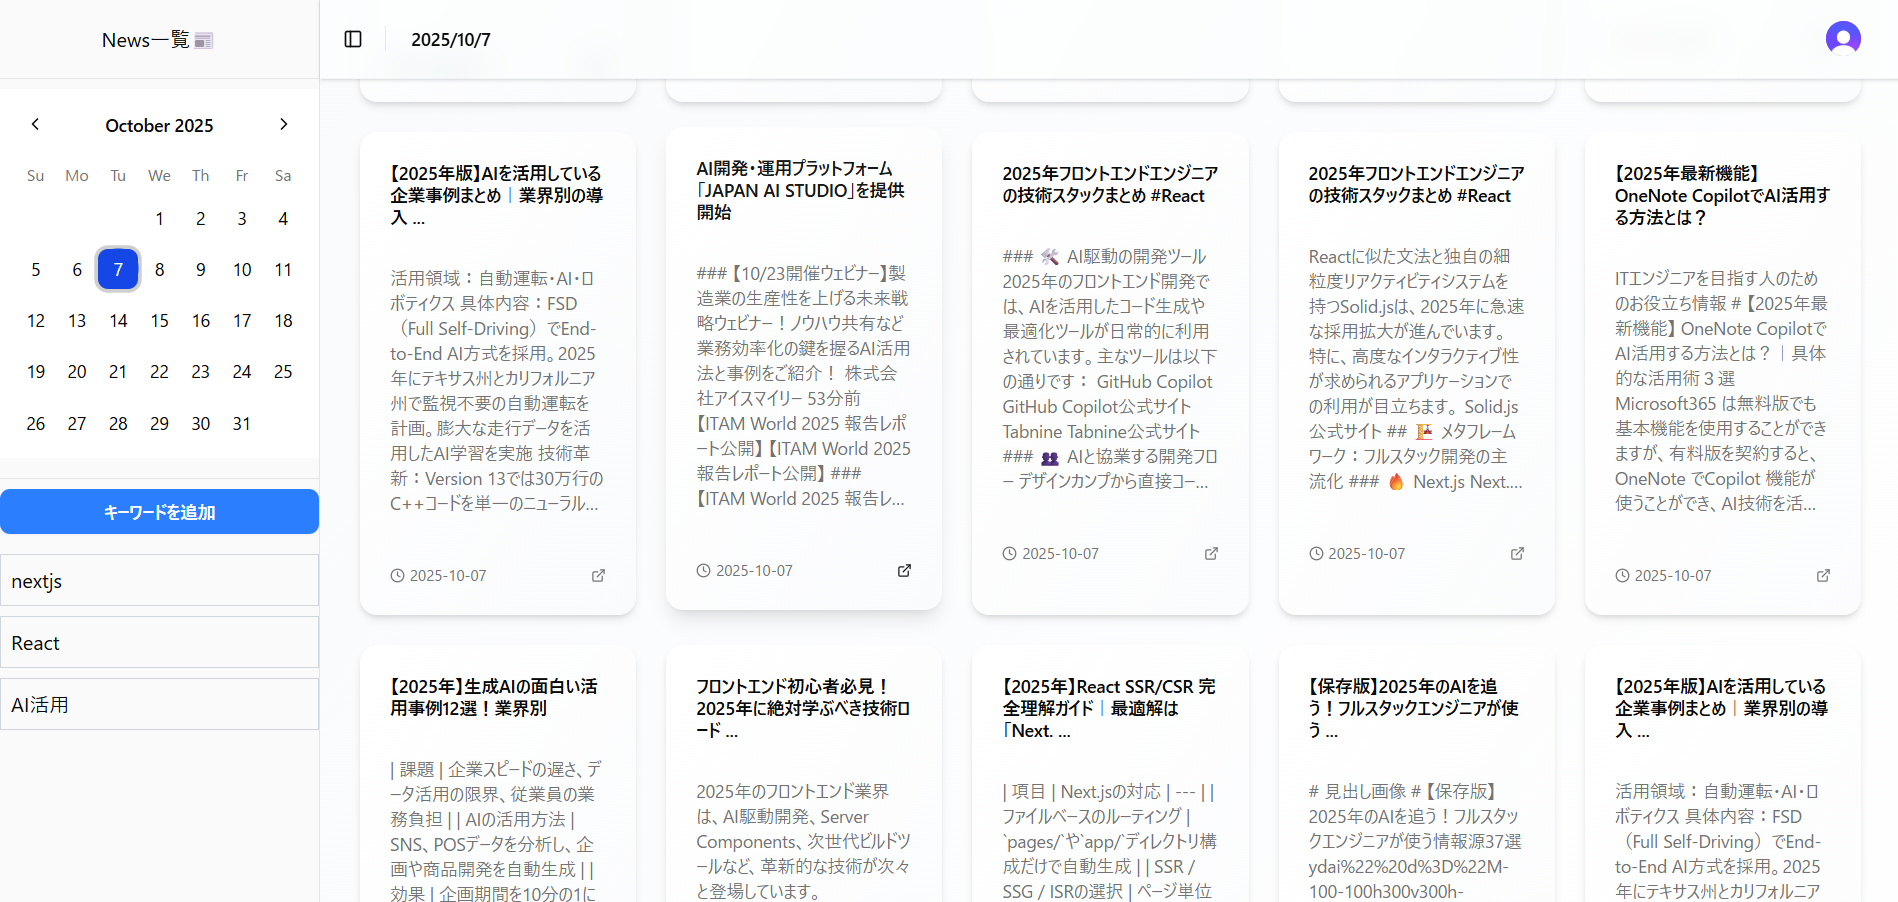 News一覧
2025/10/7
October 2025
Su Mo Tu We Th Fr Sa
1 2 3 4
5 6 7 8 9 10 11
12 13 14 15 16 17 18
19 20 21 22 23 24 25
26 27 28 29 30 31
キーワードを追加
nextjs
React
AI活用
【2025年版】AIを活用している
企業事例まとめ｜業界別の導
入 ...
活用領域：自動運転・AI・ロ
ボティクス 具体内容：FSD
（Full Self-Driving）でEnd-
to-End AI方式を採用。2025
年にテキサス州とカリフォルニア
州で監視不要の自動運転を
計画。膨大な走行データを活
用したAI学習を実施 技術革
新：Version 13では30万行の
C++コードを単一のニューラル...
2025-10-07
AI開発・運用プラットフォーム
「JAPAN AI STUDIO」を提供
開始
### 【10/23開催ウェビナー】製
造業の生産性を上げる未来戦
略ウェビナー！ノウハウ共有など
業務効率化の鍵を握るAI活用
法と事例をご紹介！ 株式会
社アイスマイリー 53分前
【ITAM World 2025 報告レポ
ート公開】【ITAM World 2025
報告レポート公開】 ###
【ITAM World 2025 報告レ...
2025-10-07
2025年フロントエンドエンジニア
の技術スタックまとめ #React
### 🛠 AI駆動の開発ツール
2025年のフロントエンド開発で
は、AIを活用したコード生成や
最適化ツールが日常的に利用
されています。主なツールは以下
の通りです： GitHub Copilot
GitHub Copilot公式サイト
Tabnine Tabnine公式サイト
### 👥 AIと協業する開発フロ
ー デザインカンプから直接コー...
2025-10-07
2025年フロントエンドエンジニア
の技術スタックまとめ #React
Reactに似た文法と独自の細
粒度リアクティビティシステムを
持つSolid.jsは、2025年に急速
な採用拡大が進んでいます。
特に、高度なインタラクティブ性
が求められるアプリケーションで
の利用が目立ちます。 Solid.js
公式サイト ## 🏗 メタフレーム
ワーク：フルスタック開発の主
流化 ### 🔥 Next.js Next....
2025-10-07
【2025年最新機能】
OneNote CopilotでAI活用す
る方法とは？
ITエンジニアを目指す人のため
のお役立ち情報 # 【2025年最
新機能】 OneNote Copilotで
AI活用する方法とは？｜具体
的な活用術３選
Microsoft365 は無料版でも
基本機能を使用することができ
ますが、有料版を契約すると、
OneNote でCopilot 機能が
使うことができ、AI技術を活...
2025-10-07
【2025年】生成AIの面白い活
用事例12選！業界別
| 課題 | 企業スピードの遅さ、デ
ータ活用の限界、従業員の業
務負担 | | AIの活用方法 |
SNS、POSデータを分析し、企
画や商品開発を自動生成 | |
効果 | 企画期間を10分の1に
フロントエンド初心者必見！
2025年に絶対学ぶべき技術ロ
ード ...
2025年のフロントエンド業界
は、AI駆動開発、Server
Components、次世代ビルドツ
ールなど、革新的な技術が次々
と登場しています。
【2025年】React SSR/CSR 完
全理解ガイド｜最適解は
「Next. ...
| 項目 | Next.jsの対応 | --- | |
ファイルベースのルーティング |
`pages/`や`app/`ディレクトリ構
成だけで自動生成 | | SSR /
SSG / ISRの選択 | ページ単位
【保存版】2025年のAIを追
う！フルスタックエンジニアが使
う ...
# 見出し画像 # 【保存版】
2025年のAIを追う！フルスタッ
クエンジニアが使う情報源37選
ydai%22%20d%3D%22M-
100-100h300v300h-
【2025年版】AIを活用している
企業事例まとめ｜業界別の導
入 ...
活用領域：自動運転・AI・ロ
ボティクス 具体内容：FSD
（Full Self-Driving）でEnd-
to-End AI方式を採用。2025
年にテキサス州とカリフォルニア